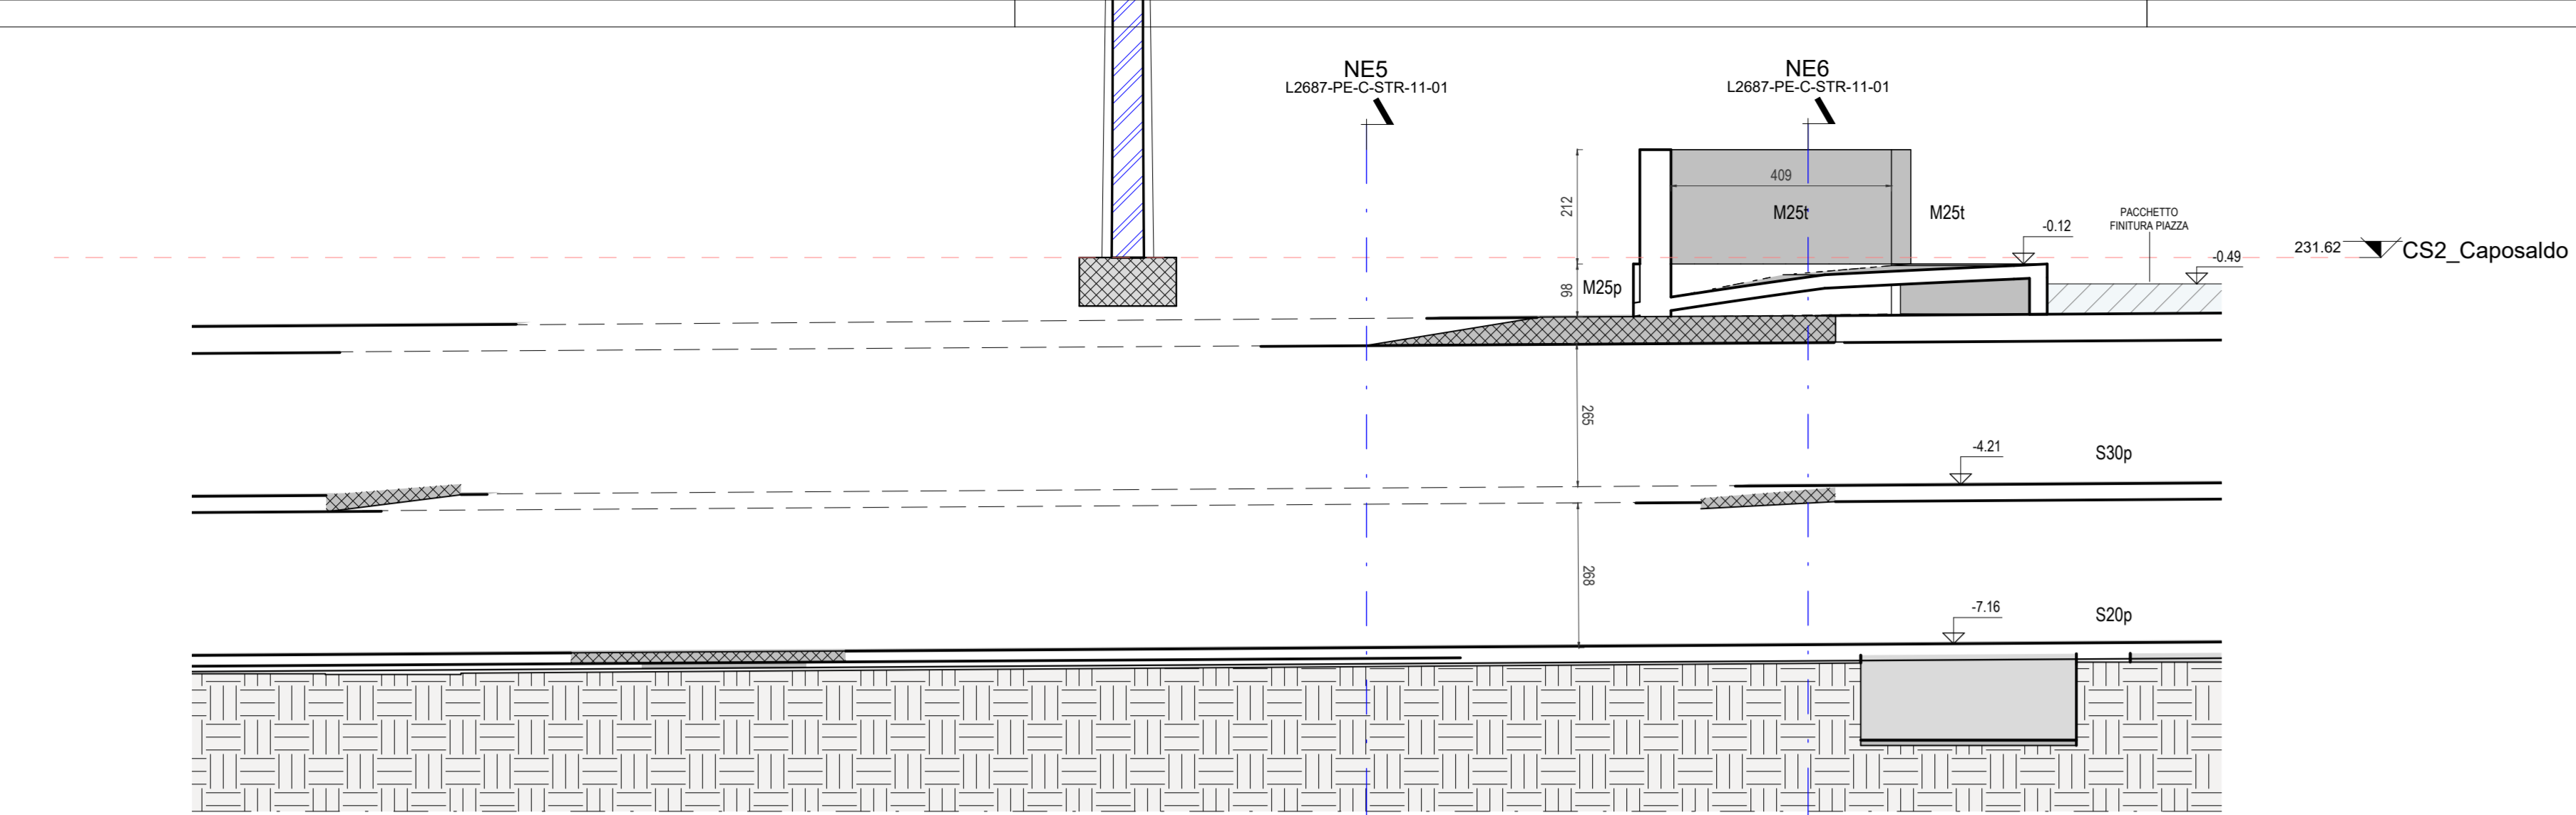 NE5
L2687-PE-C-STR-11-01
NE6
L2687-PE-C-STR-11-01
409
212
M25t
M25t
-0.12
PACCHETTO
FINITURA PIAZZA
-0.49
231.62
CS2_Caposaldo
98
M25p
265
-4.21
S30p
268
-7.16
S20p